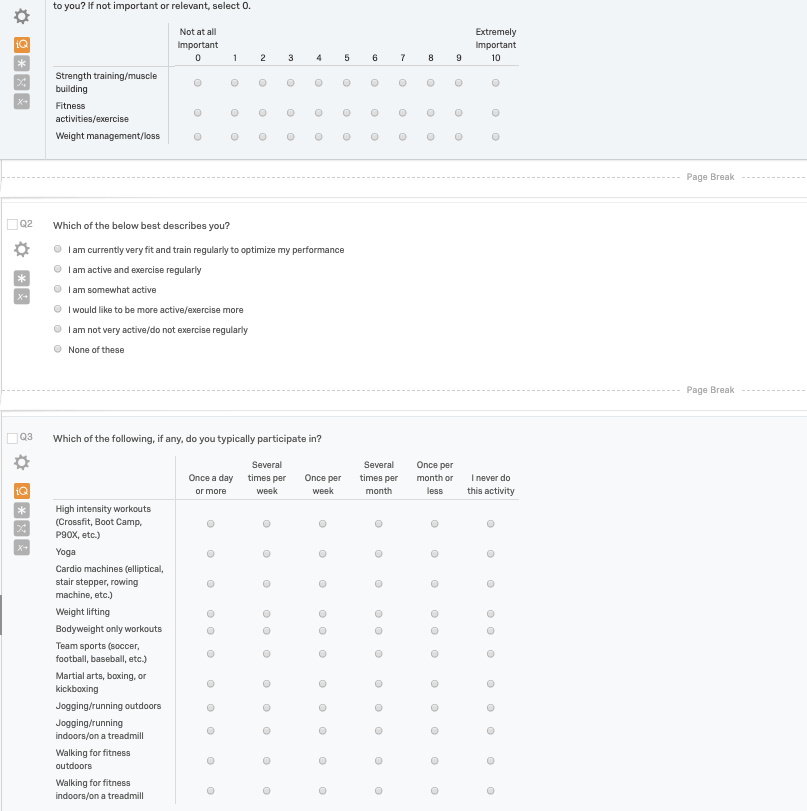 to you? If not important or relevant, select 0.
Not at all
Important
0 1 2 3 4 5 6 7 8 9 10
Extremely
Important
iQ
Strength training/muscle
building
Fitness
activities/exercise
Weight management/loss
Page Break
Q2
Which of the below best describes you?
I am currently very fit and train regularly to optimize my performance
I am active and exercise regularly
I am somewhat active
I would like to be more active/exercise more
I am not very active/do not exercise regularly
None of these
Page Break
Q3
Which of the following, if any, do you typically participate in?
iQ
Once a day
or more
Several
times per
week
Once per
week
Several
times per
month
Once per
month or
less
I never do
this activity
High intensity workouts
(Crossfit, Boot Camp,
P90X, etc.)
Yoga
Cardio machines (elliptical,
stair stepper, rowing
machine, etc.)
Weight lifting
Bodyweight only workouts
Team sports (soccer,
football, baseball, etc.)
Martial arts, boxing, or
kickboxing
Jogging/running outdoors
Jogging/running
indoors/on a treadmill
Walking for fitness
outdoors
Walking for fitness
indoors/on a treadmill